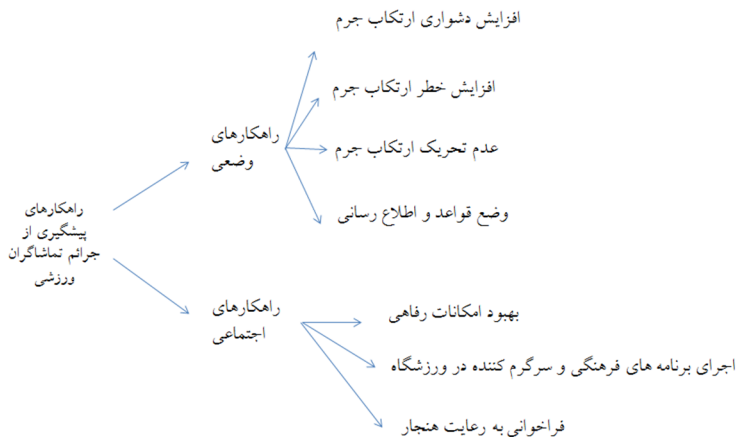 راهکارهای
پیشگیری از
جرائم تماشاگران
ورزشی
راهکارهای
وضعی
افزایش دشواری ارتکاب جرم
افزایش خطر ارتکاب جرم
عدم تحریک ارتکاب جرم
وضع قواعد و اطلاع رسانی
راهکارهای
اجتماعی
بهبود امکانات رفاهی
اجرای برنامه های فرهنگی و سرگرم کننده در ورزشگاه
فراخوانی به رعایت هنجار